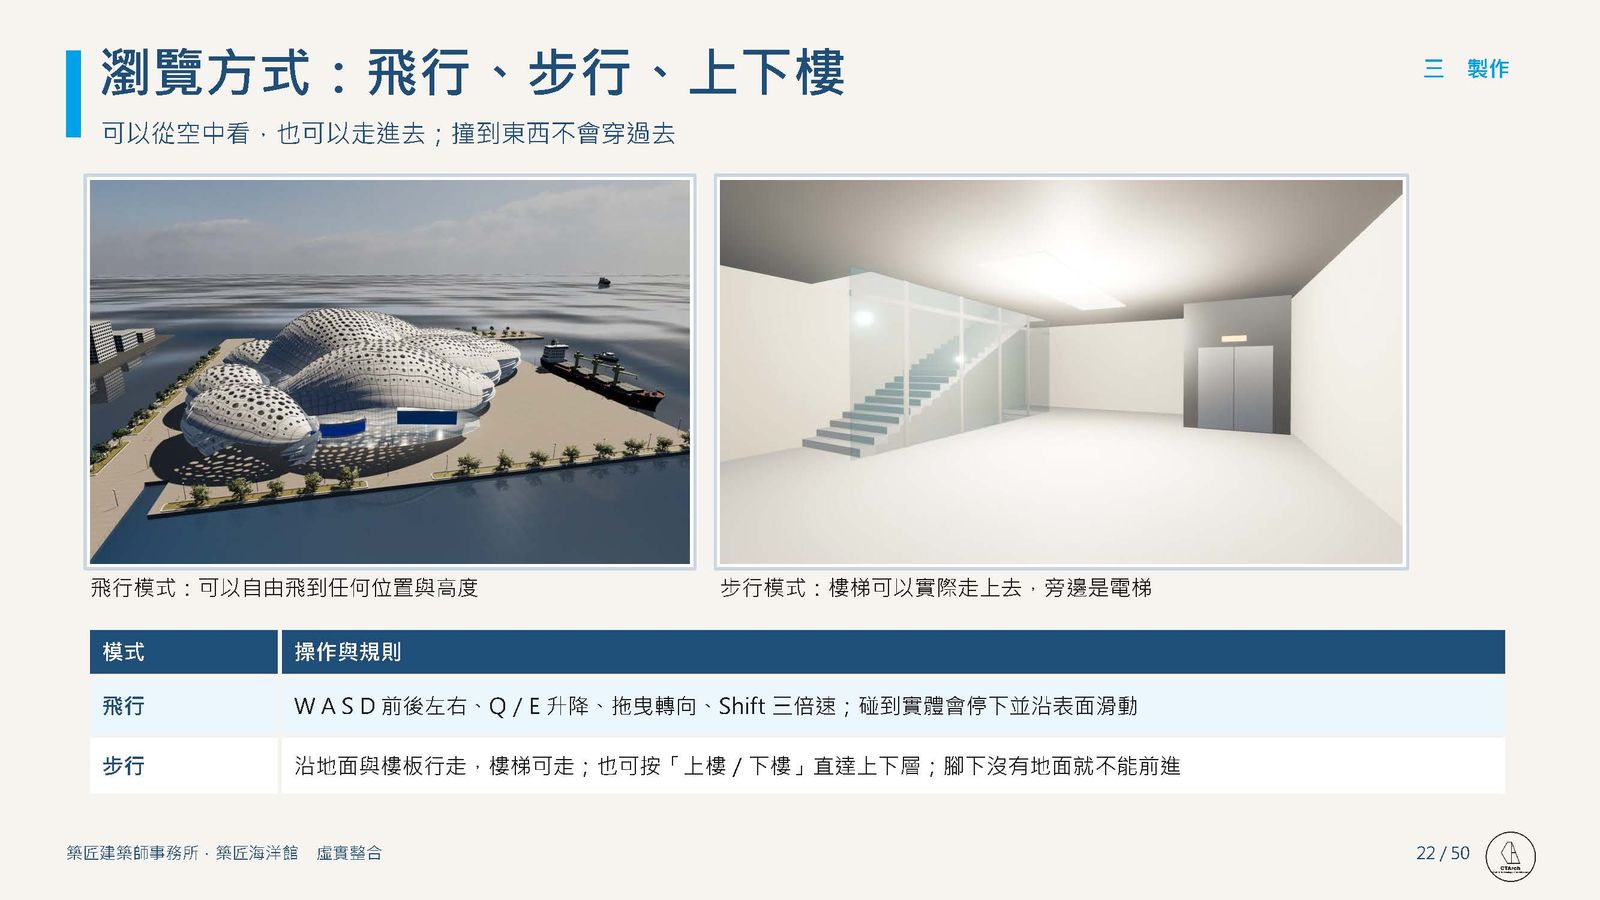 瀏覽方式：飛行、步行、上下樓
三　製作
可以從空中看，也可以走進去；撞到東西不會穿過去
飛行模式：可以自由飛到任何位置與高度
步行模式：樓梯可以實際走上去，旁邊是電梯
模式
操作與規則
飛行
W A S D 前後左右、Q / E 升降、拖曳轉向、Shift 三倍速；碰到實體會停下並沿表面滑動
步行
沿地面與樓板行走，樓梯可走；也可按「上樓 / 下樓」直達上下層；腳下沒有地面就不能前進
築匠建築師事務所．築匠海洋館　虛實整合
22 / 50
CTArch